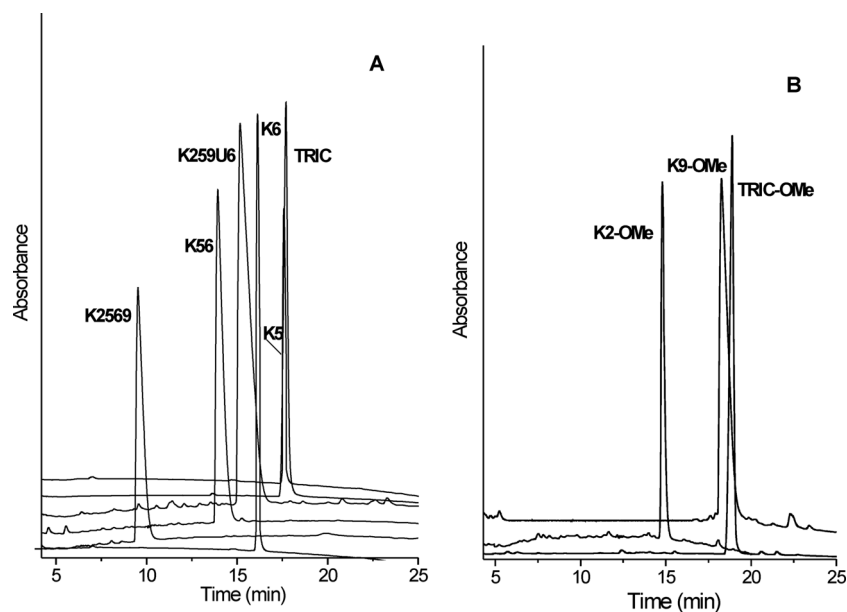 A
K6
K259U6
TRIC
K56
K2569
K5
Absorbance
5
10
15
20
25
Time (min)
B
K9-OMe
TRIC-OMe
K2-OMe
Absorbance
5
10
15
20
25
Time (min)